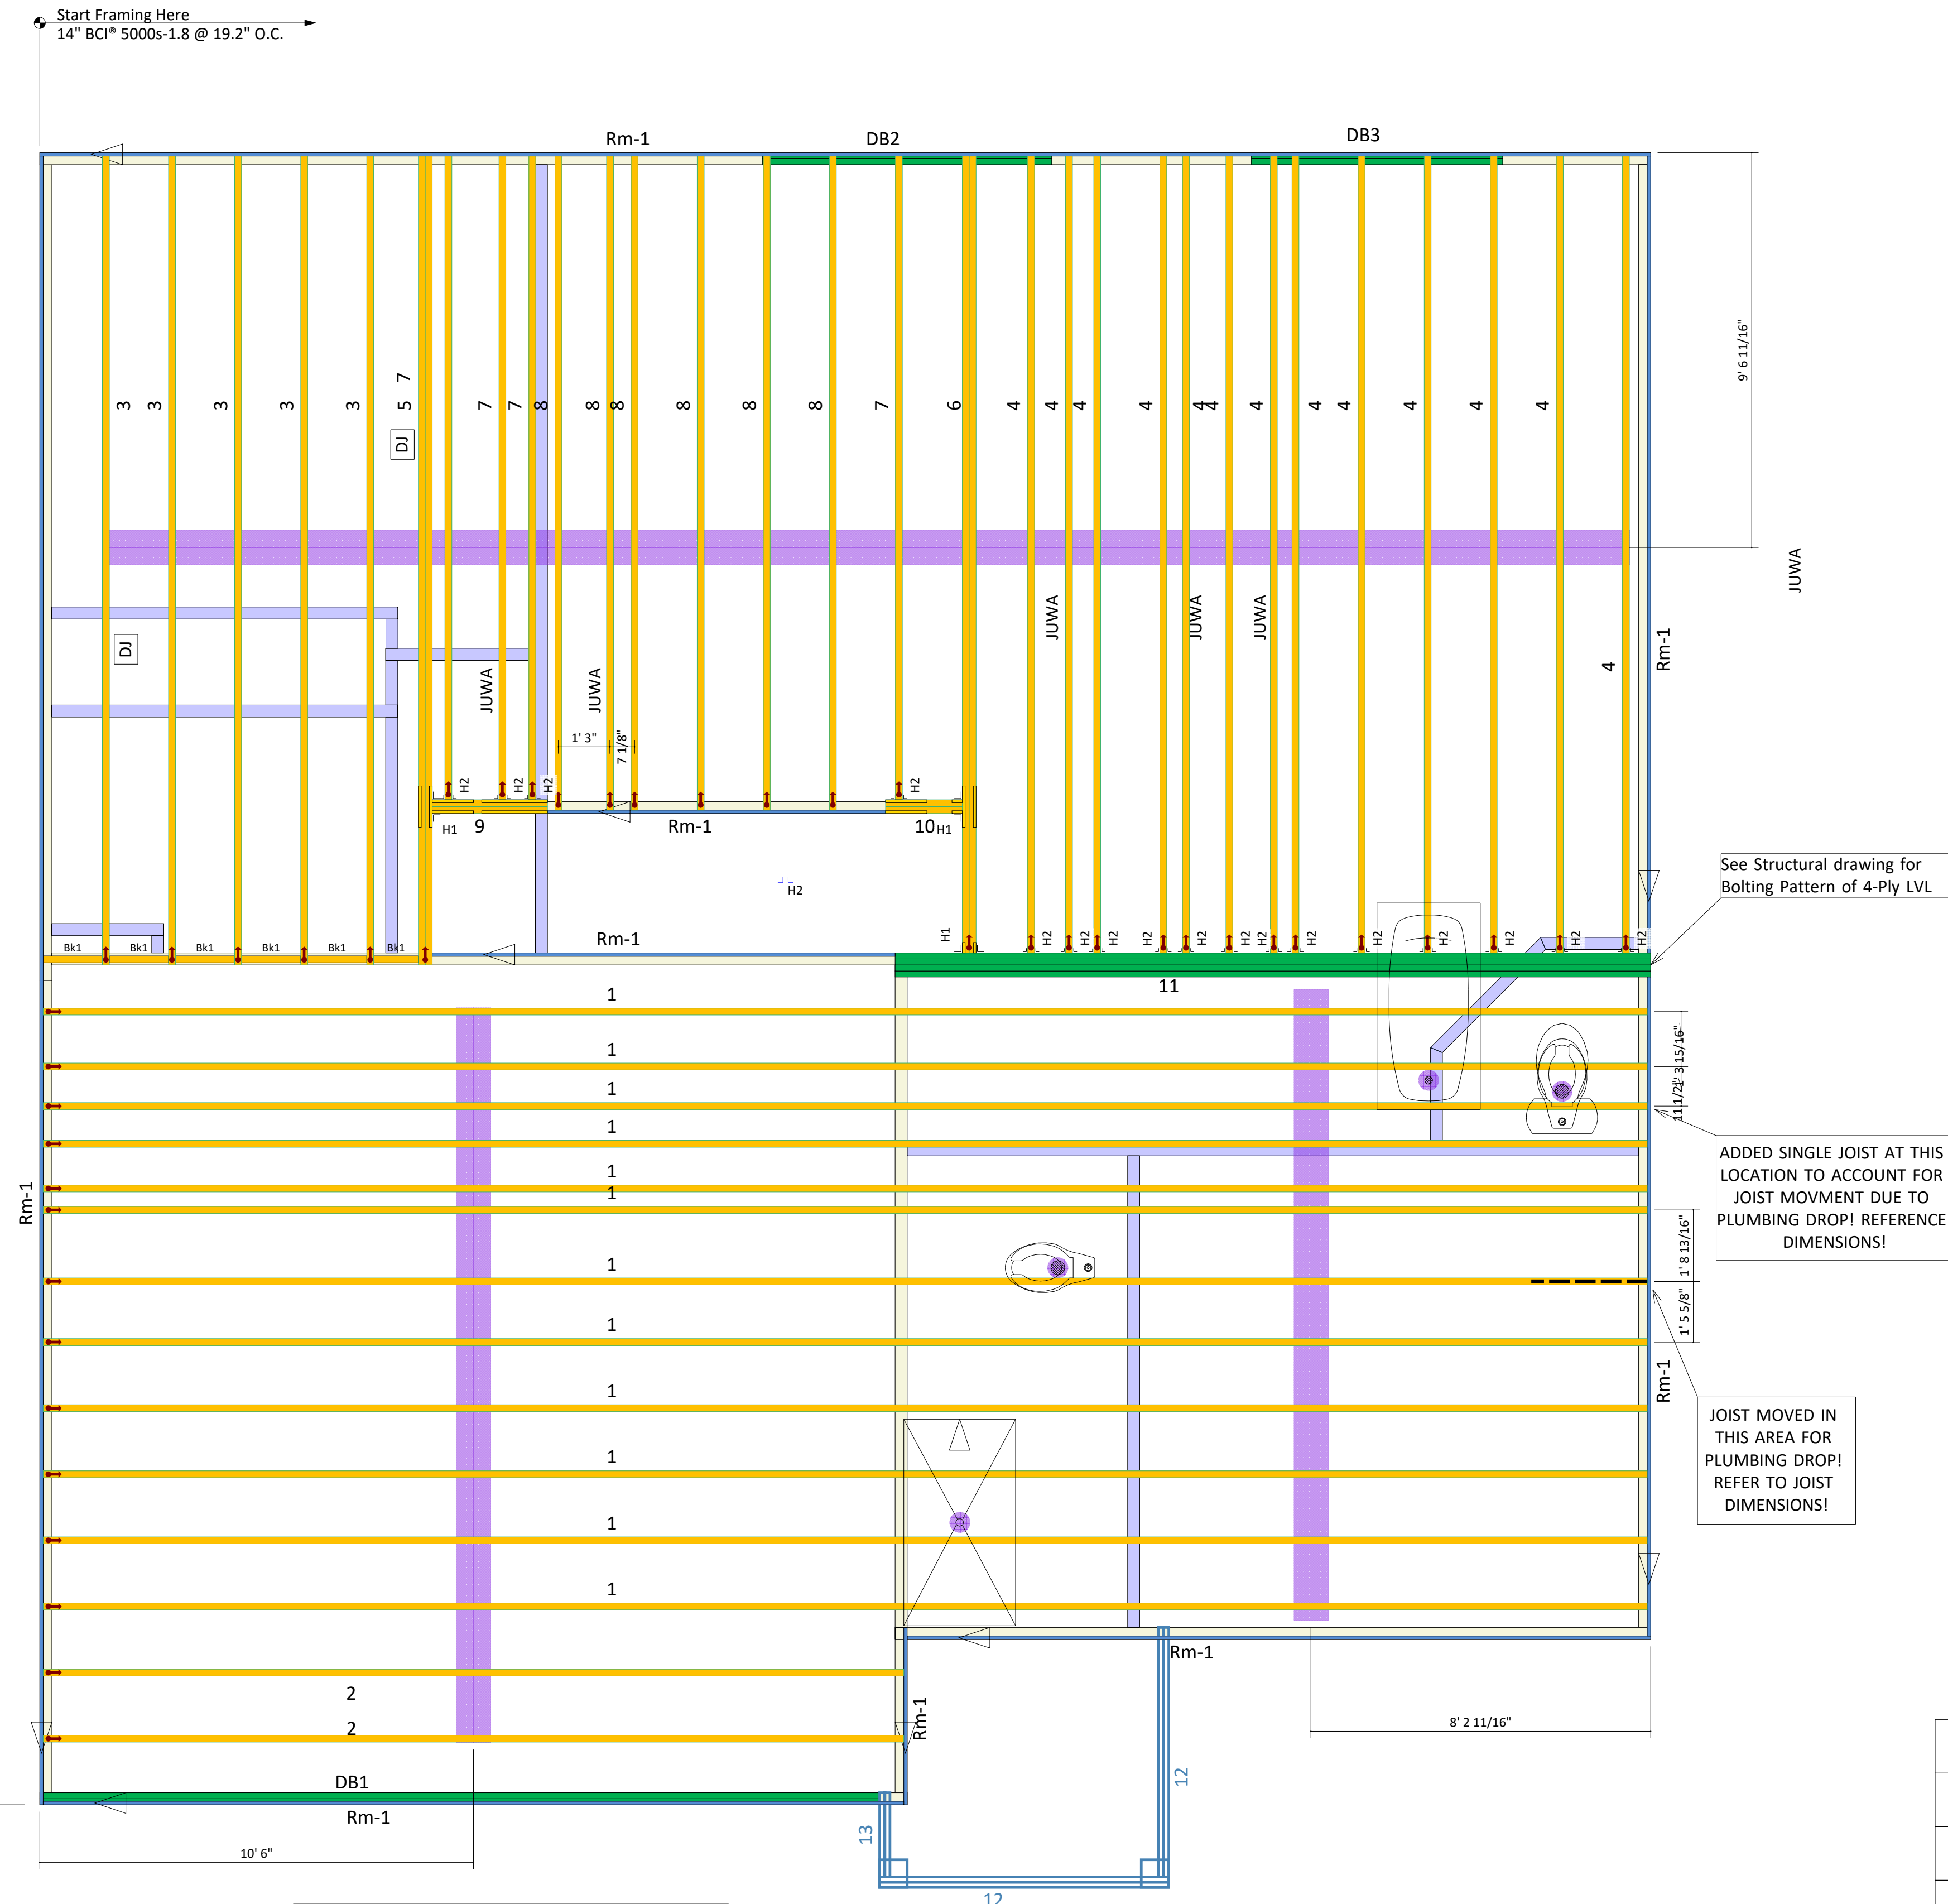 Start Framing Here
14" BCI® 5000s-1.8 @ 19.2" O.C.
Rm-1
DB2
DB3
9' 6 11/16"
3
3
3
3
3
5
7
7
7
8
8
8
8
8
8
7
6
4
4
4
4
4
4
4
4
4
4
4
4
DJ
DJ
JUWA
JUWA
JUWA
JUWA
JUWA
JUWA
4
Rm-1
1' 3"
7 1/8"
H2
H2
H2
H2
H1
9
Rm-1
10
H1
H2
See Structural drawing for
Bolting Pattern of 4-Ply LVL
Bk1
Bk1
Bk1
Bk1
Bk1
Bk1
Rm-1
H1
H2
H2
H2
H2
H2
H2
H2
H2
H2
H2
H2
H2
H2
11
1
1
1
1
1
1
1
1
1
1
1
1
1' 3 15/16"
11 1/2"
ADDED SINGLE JOIST AT THIS
LOCATION TO ACCOUNT FOR
JOIST MOVMENT DUE TO
PLUMBING DROP! REFERENCE
DIMENSIONS!
Rm-1
1' 8 13/16"
1' 5 5/8"
Rm-1
JOIST MOVED IN
THIS AREA FOR
PLUMBING DROP!
REFER TO JOIST
DIMENSIONS!
Rm-1
2
2
Rm-1
8' 2 11/16"
DB1
Rm-1
12
13
10' 6"
12